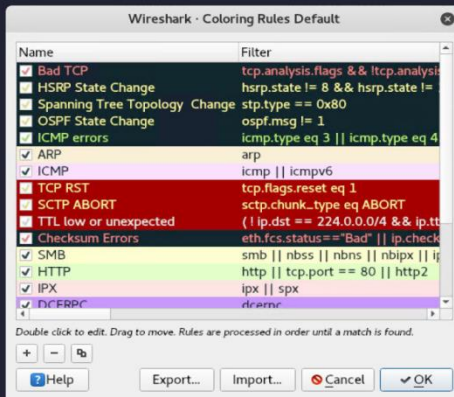 Wireshark · Coloring Rules Default
Name Filter
Bad TCP tcp.analysis.flags && !tcp.analysis
HSRP State Change hsrp.state != 8 && hsrp.state !=
Spanning Tree Topology Change stp.type == 0x80
OSPF State Change ospf.msg != 1
ICMP errors icmp.type eq 3 || icmp.type eq 4
ARP arp
ICMP icmp || icmpv6
TCP RST tcp.flags.reset eq 1
SCTP ABORT sctp.chunk_type eq ABORT
TTL low or unexpected ( ! ip.dst == 224.0.0.0/4 && ip.tt
Checksum Errors eth.fcs.status=="Bad" || ip.check
SMB smb || nbss || nbns || nbipx || ip
HTTP http || tcp.port == 80 || http2
IPX ipx || spx
DCERPC dcerpc
Double click to edit. Drag to move. Rules are processed in order until a match is found.
Help Export... Import... Cancel OK